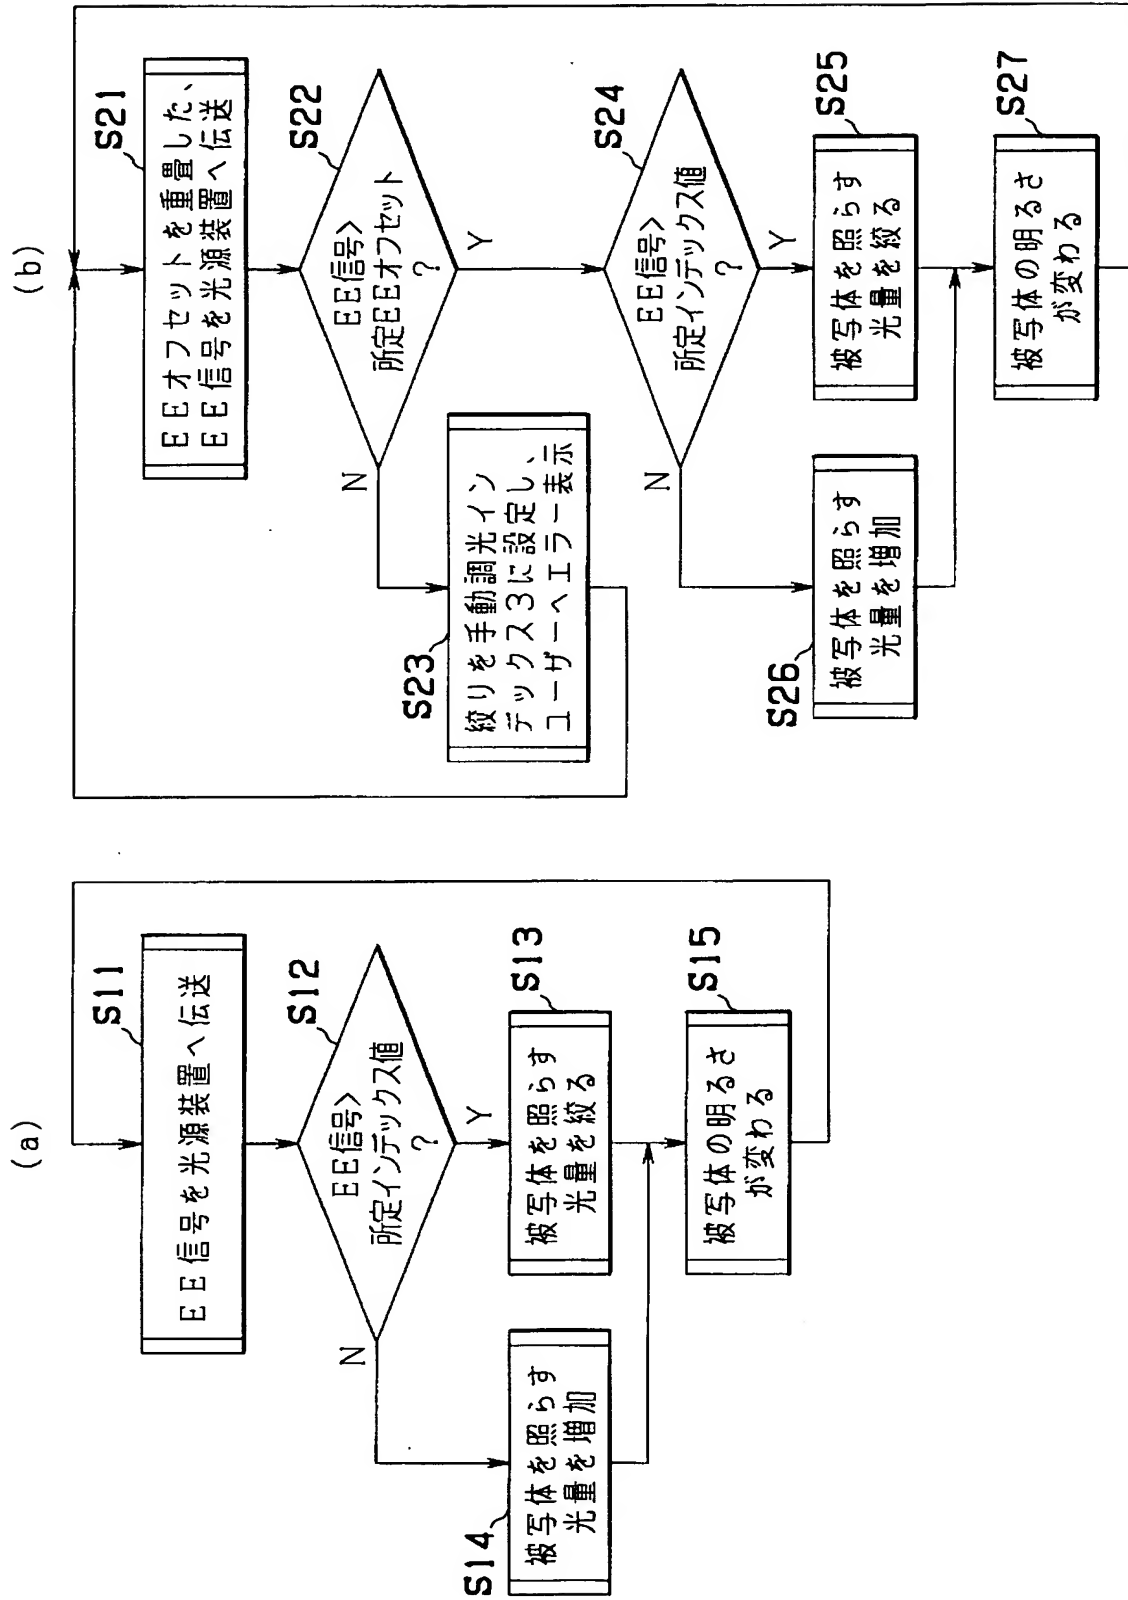 (a)
S11
EE信号を光源装置へ伝送
S12
EE信号>
所定インデックス値
?
Y
N
S13
被写体を照らす
光量を絞る
S14
被写体を照らす
光量を増加
S15
被写体の明るさ
が変わる
(b)
S21
EEオフセットを重畳した、
EE信号を光源装置へ伝送
S22
EE信号>
所定EEオフセット
?
Y
N
S23
絞りを手動調光イン
デックス3に設定し、
ユーザーへエラー表示
S24
EE信号>
所定インデックス値
?
Y
N
S25
被写体を照らす
光量を絞る
S26
被写体を照らす
光量を増加
S27
被写体の明るさ
が変わる